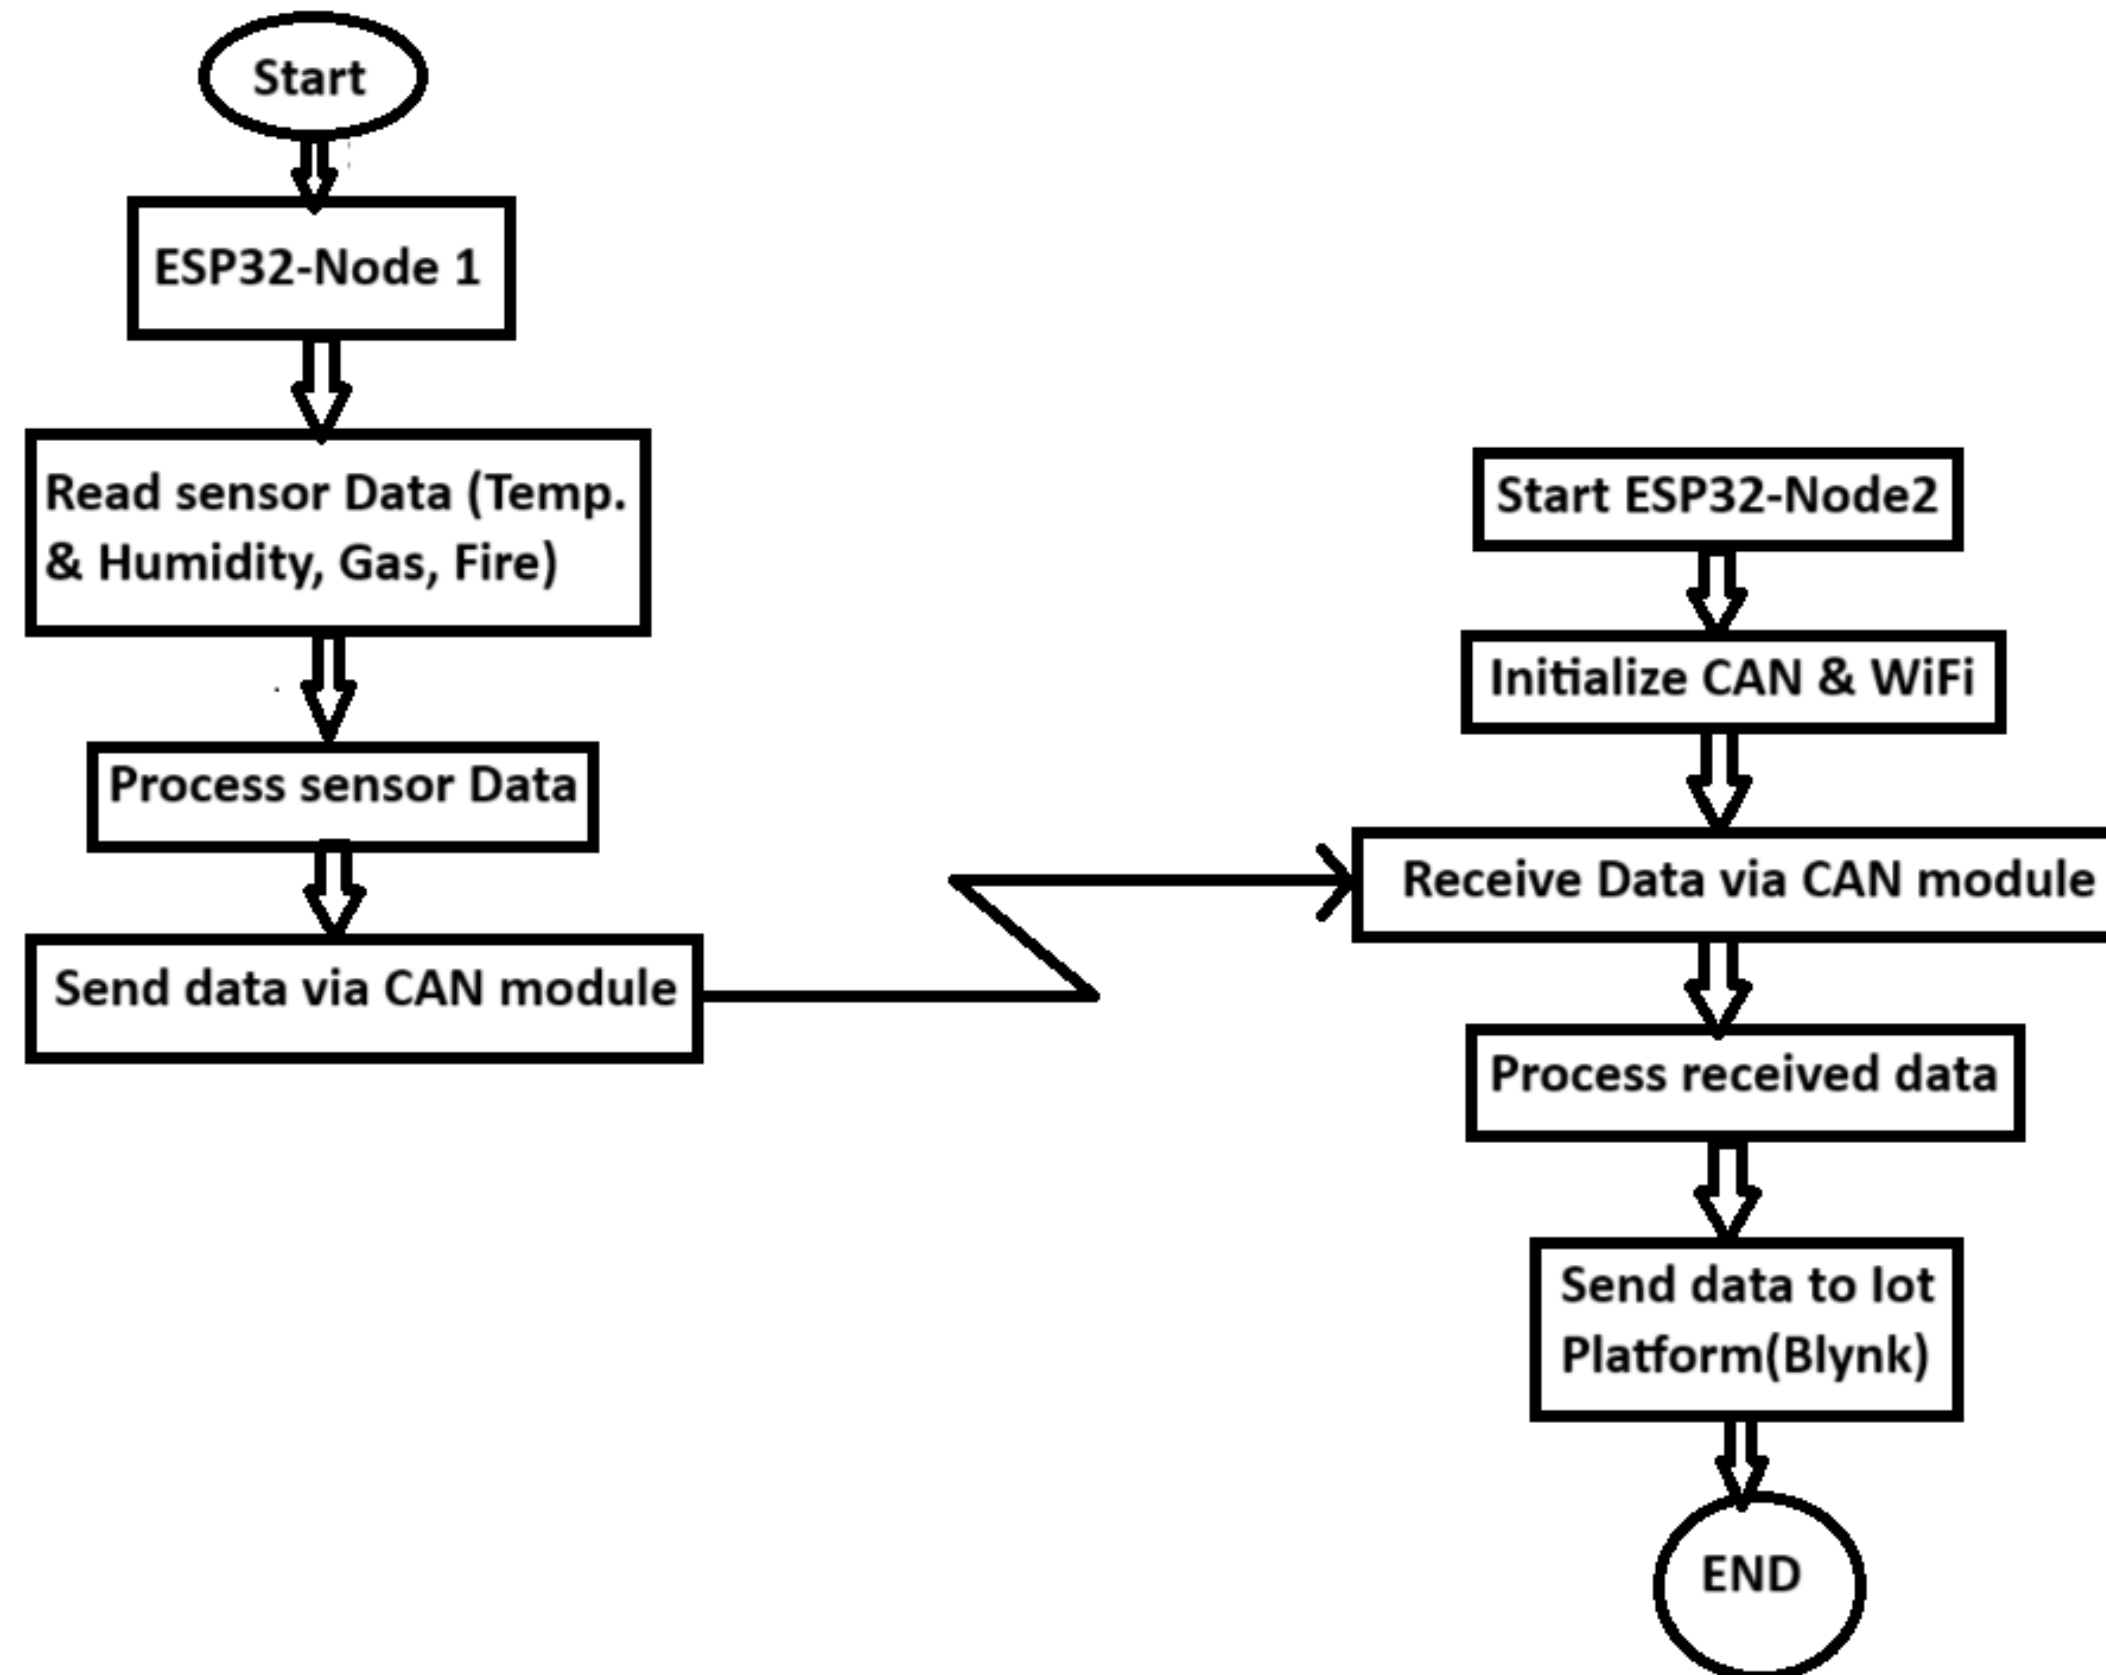 Start
ESP32-Node 1
Read sensor Data (Temp.
& Humidity, Gas, Fire)
Process sensor Data
Send data via CAN module
Start ESP32-Node2
Initialize CAN & WiFi
Receive Data via CAN module
Process received data
Send data to Iot
Platform(Blynk)
END